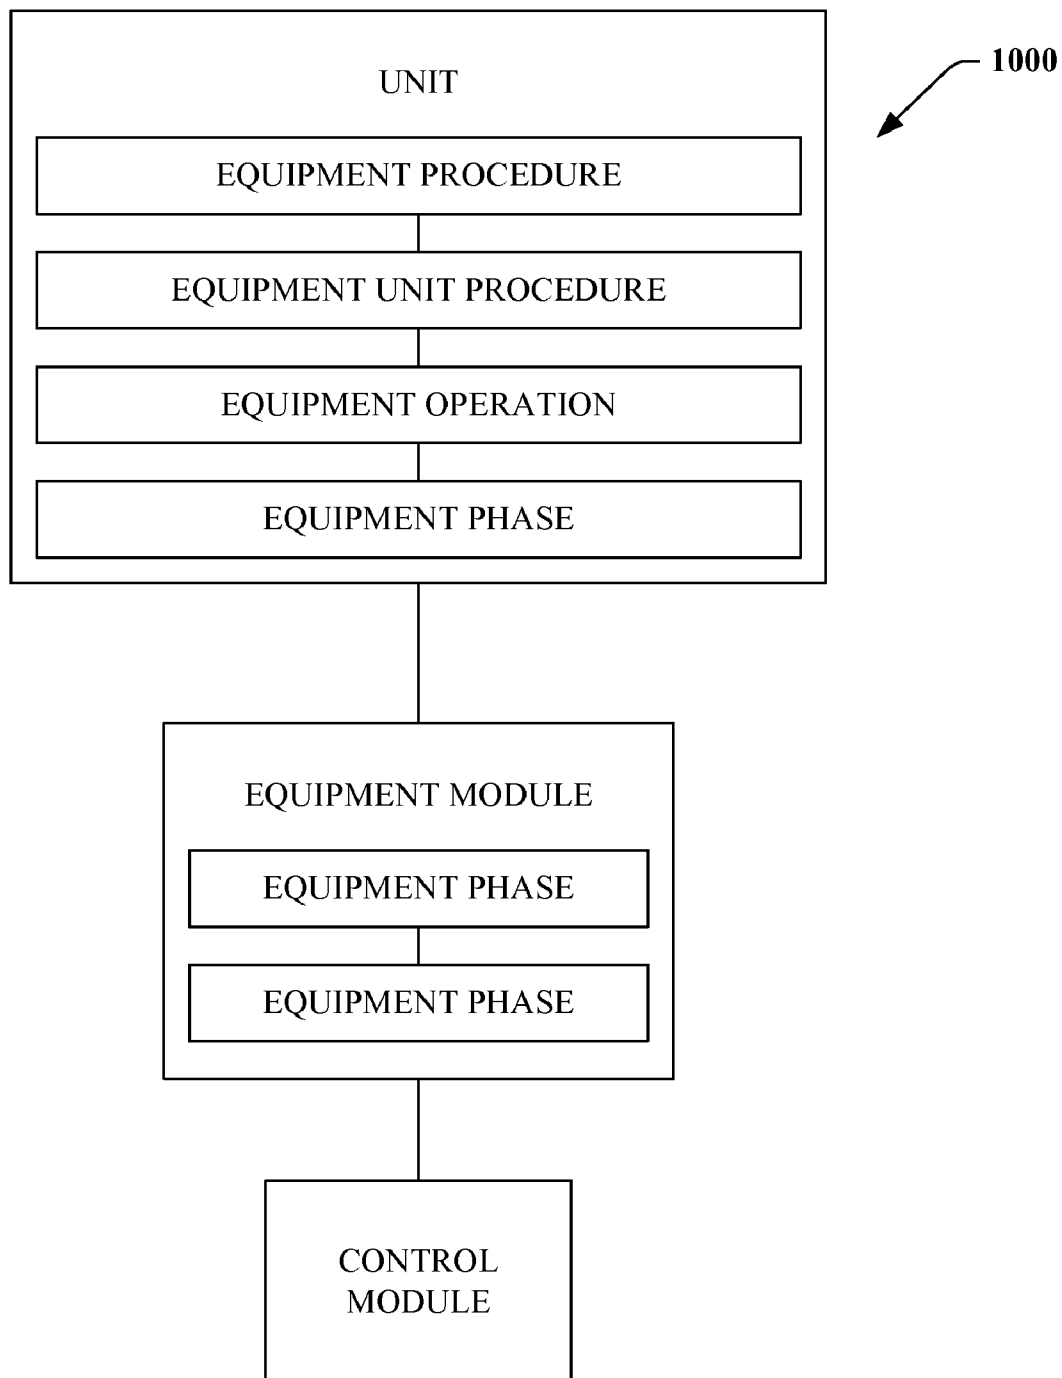 1000
UNIT
EQUIPMENT PROCEDURE
EQUIPMENT UNIT PROCEDURE
EQUIPMENT OPERATION
EQUIPMENT PHASE
EQUIPMENT MODULE
EQUIPMENT PHASE
EQUIPMENT PHASE
CONTROL
MODULE